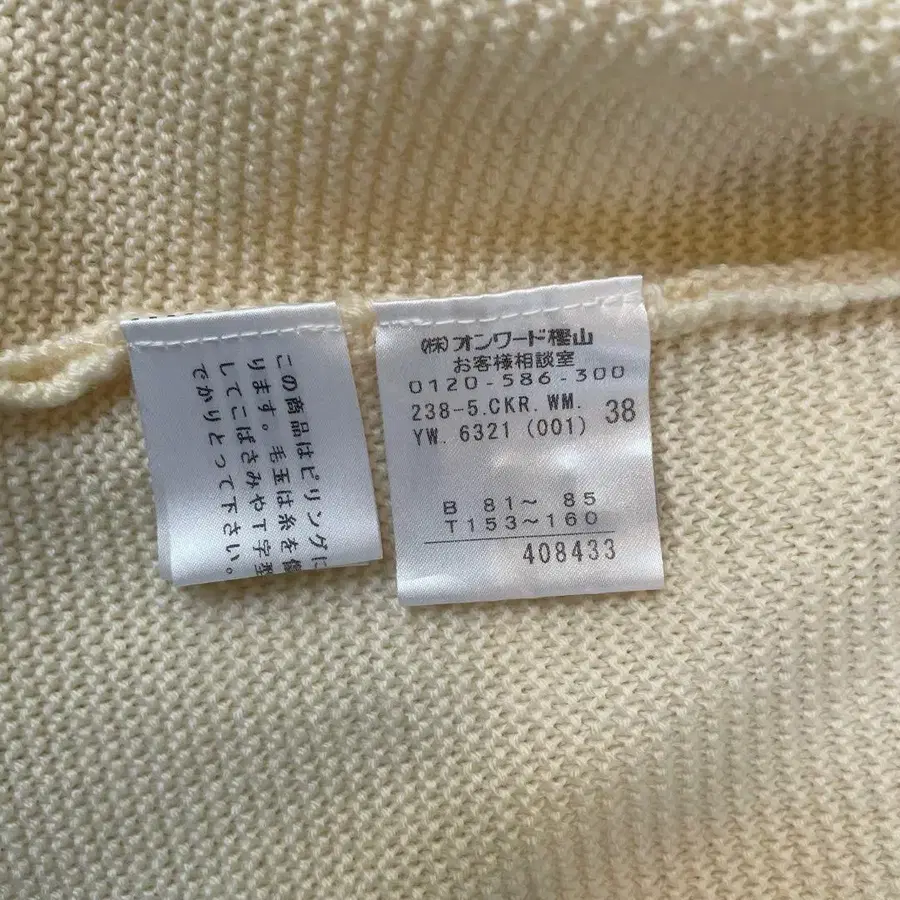 この商品はピリングに
ります。毛玉は糸を傷
してこばさみやT字型
でかりとって下さい。
(株)オンワード樫山
お客様相談室
0120-586-300
238-5.CKR.WM.
YW. 6321 (001) 38
B 81~ 85
T153~160
408433